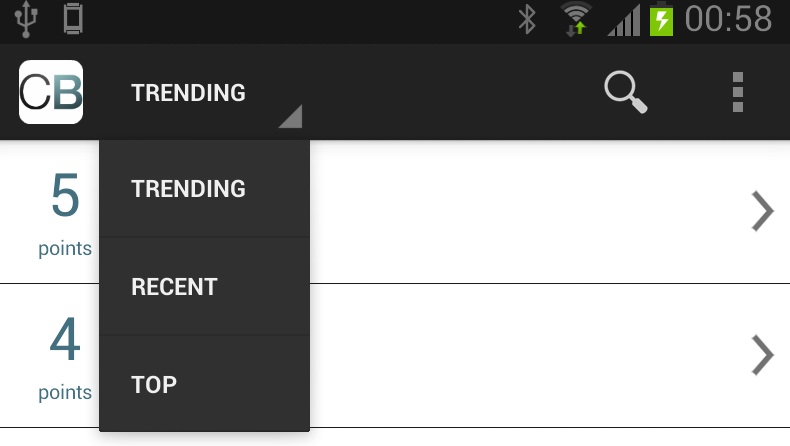 00:58
CB
TRENDING
TRENDING
5
points
RECENT
4
points
TOP